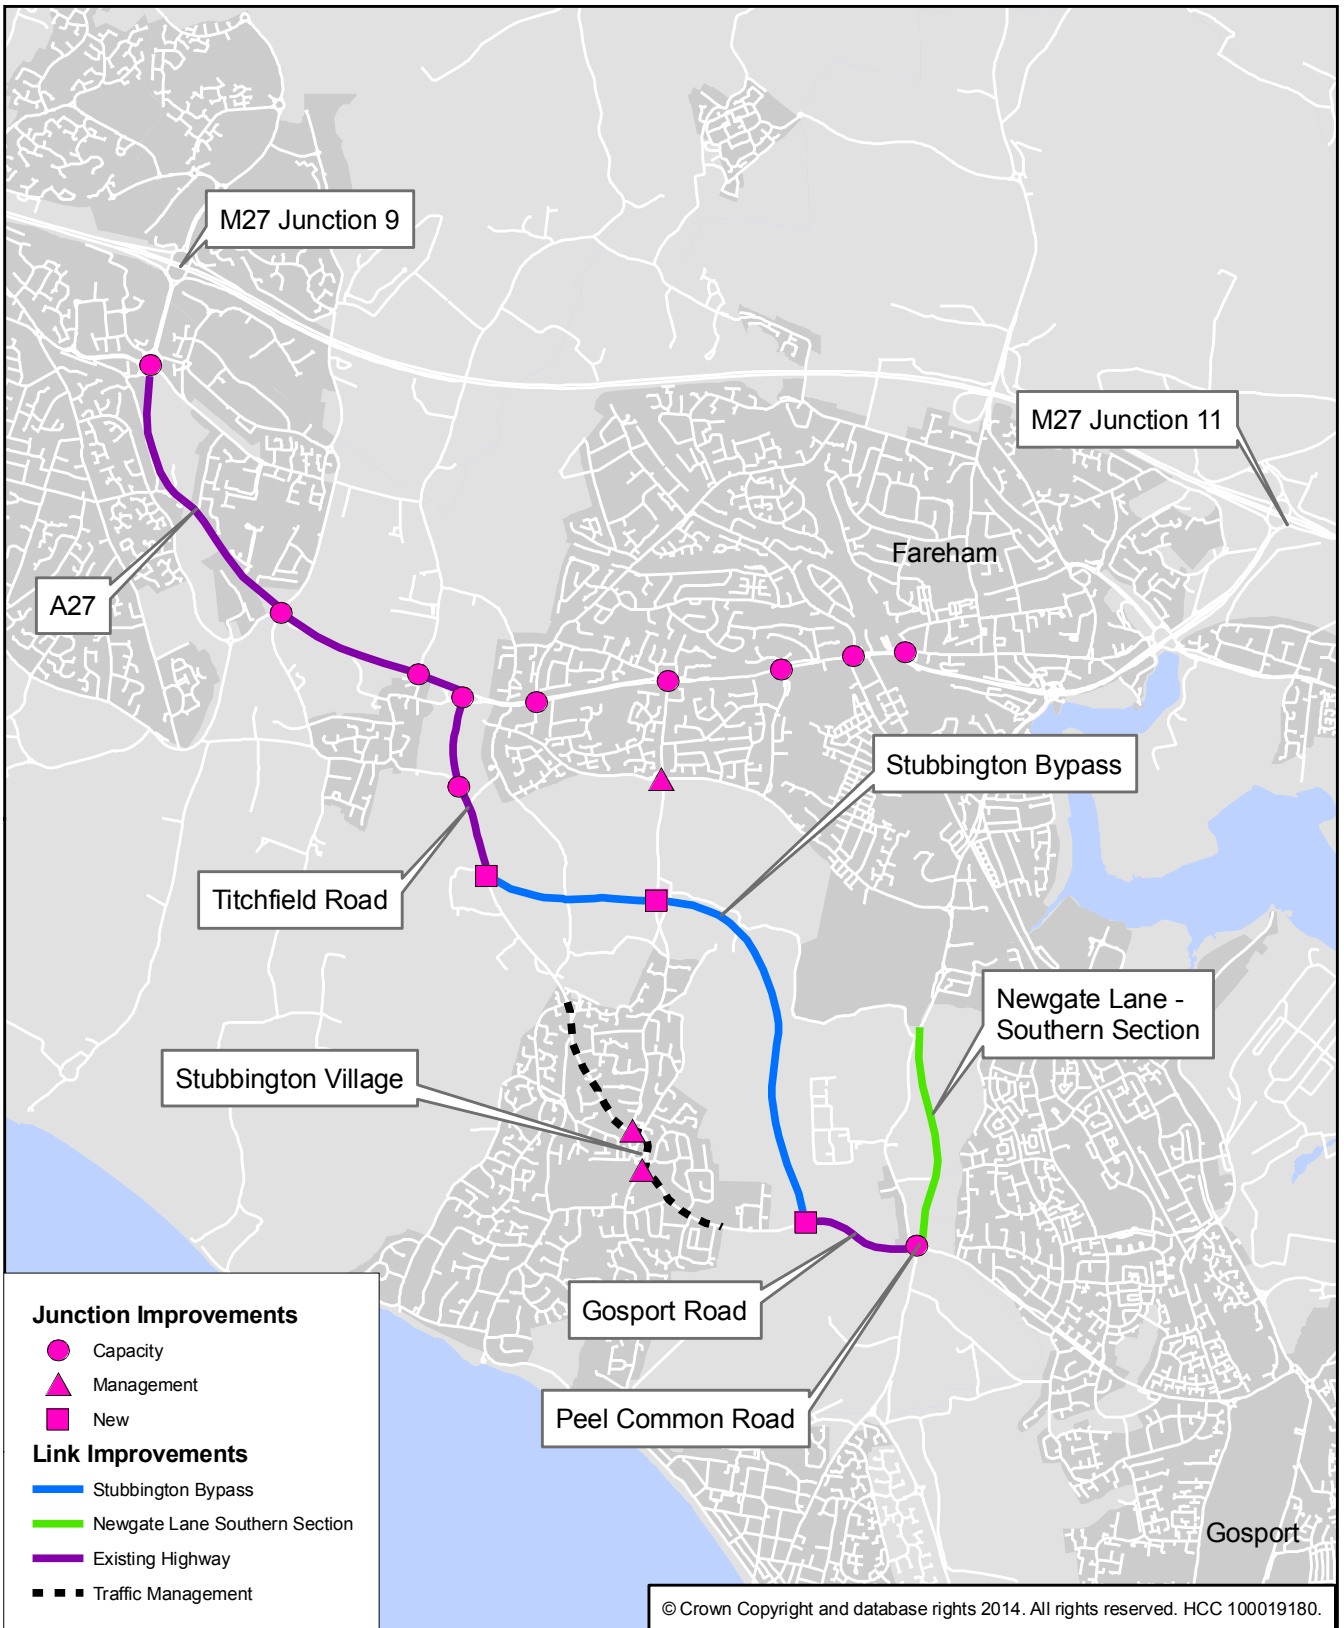 M27 Junction 9
M27 Junction 11
Fareham
A27
Stubbington Bypass
Titchfield Road
Newgate Lane -
Southern Section
Stubbington Village
Gosport Road
Peel Common Road
Gosport
Junction Improvements
Capacity
Management
New
Link Improvements
Stubbington Bypass
Newgate Lane Southern Section
Existing Highway
Traffic Management
© Crown Copyright and database rights 2014. All rights reserved. HCC 100019180.